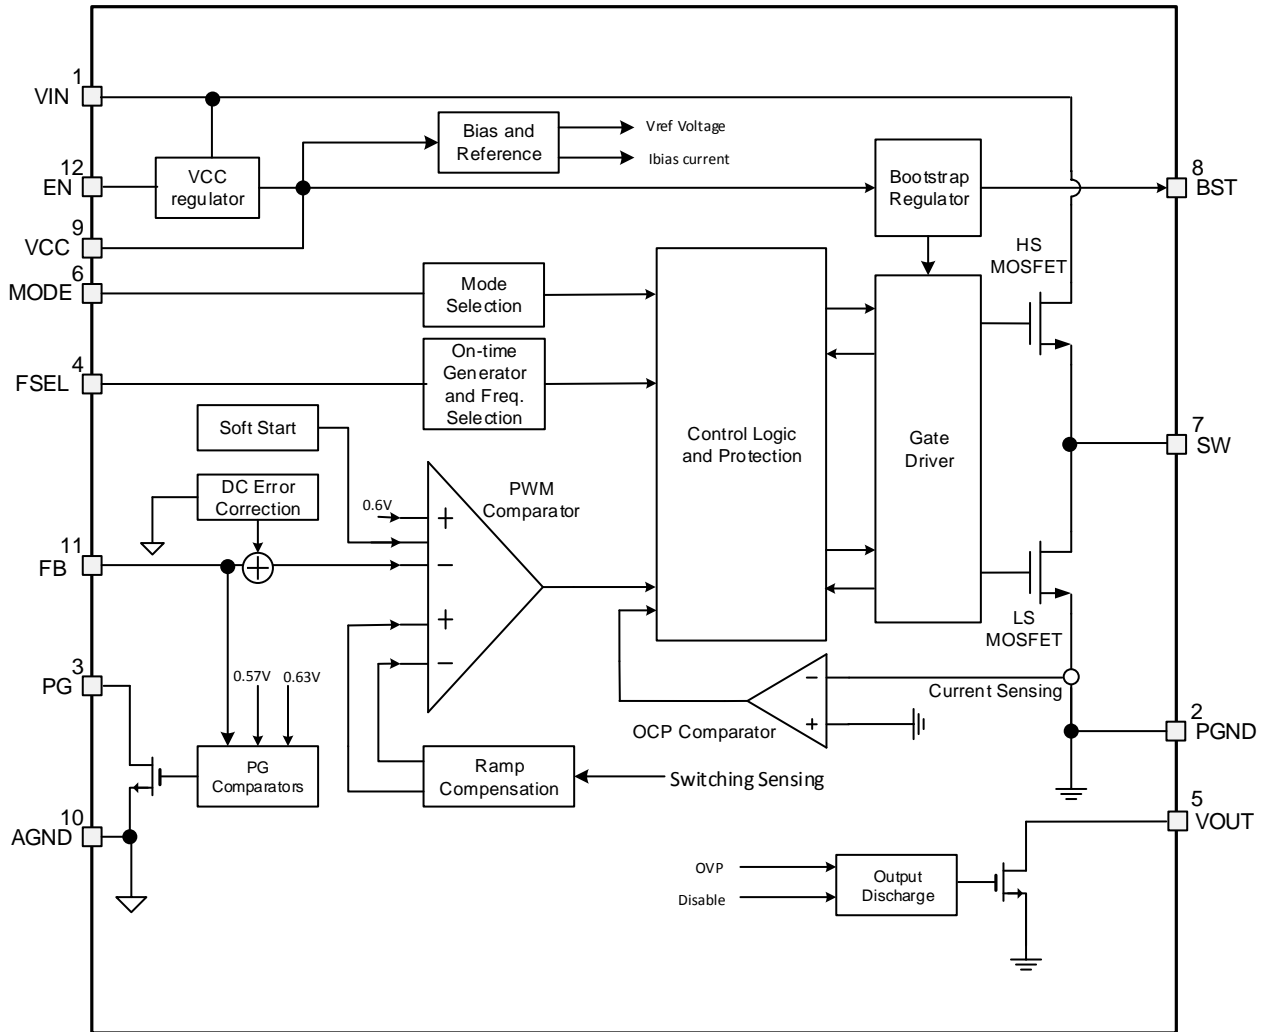 1
VIN
Bias and
Reference
Vref Voltage
Ibias current
12
EN
VCC
regulator
Bootstrap
Regulator
8
BST
9
VCC
HS
MOSFET
6
MODE
Mode
Selection
4
FSEL
On-time
Generator
and Freq.
Selection
Soft Start
Control Logic
and Protection
Gate
Driver
7
SW
DC Error
Correction
PWM
Comparator
0.6V
+
−
+
−
11
FB
+
LS
MOSFET
3
PG
0.57V
0.63V
−
+
OCP Comparator
Current Sensing
2
PGND
PG
Comparators
Ramp
Compensation
Switching Sensing
10
AGND
5
VOUT
OVP
Disable
Output
Discharge